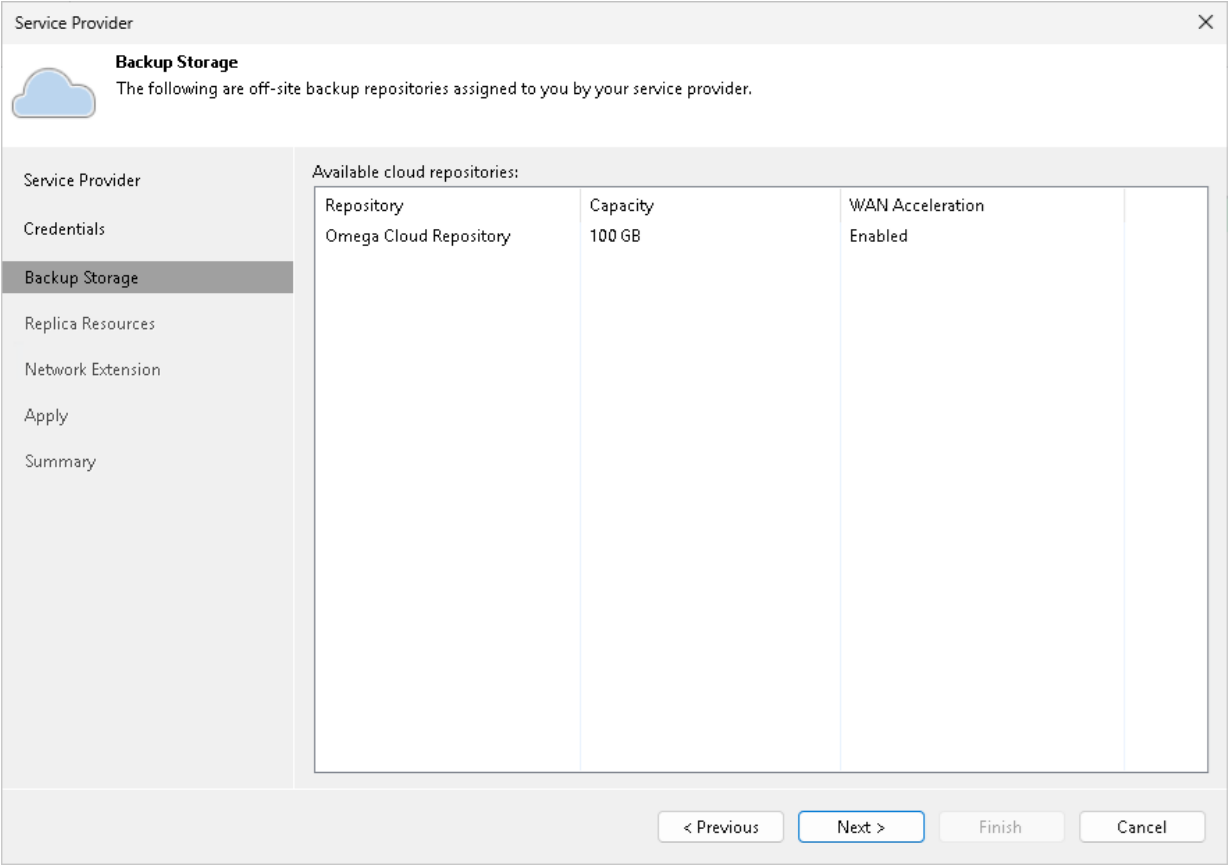 Service Provider
Backup Storage
The following are off-site backup repositories assigned to you by your service provider.
Service Provider
Credentials
Backup Storage
Replica Resources
Network Extension
Apply
Summary
Available cloud repositories:
Repository Capacity WAN Acceleration
Omega Cloud Repository 100 GB Enabled
< Previous Next > Finish Cancel